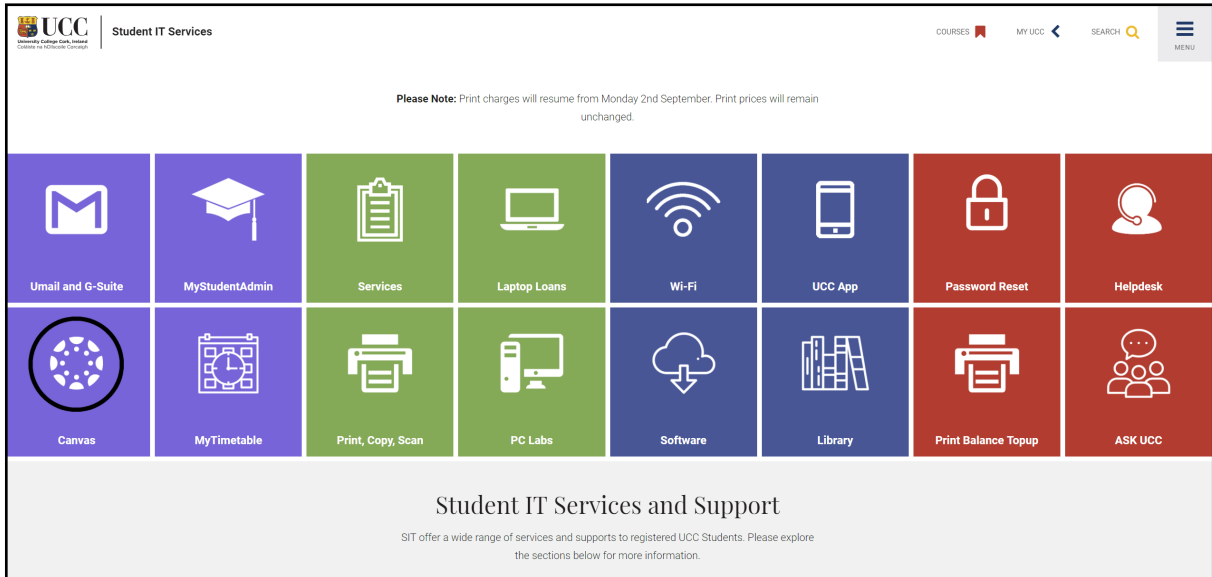 UCC
University College Cork, Ireland
Coláiste na hOllscoile Corcaigh
Student IT Services
COURSES
MY UCC
SEARCH
MENU
Please Note: Print charges will resume from Monday 2nd September. Print prices will remain
unchanged.
Umail and G-Suite
MyStudentAdmin
Services
Laptop Loans
Wi-Fi
UCC App
Password Reset
Helpdesk
Canvas
MyTimetable
Print, Copy, Scan
PC Labs
Software
Library
Print Balance Topup
ASK UCC
Student IT Services and Support
SIT offer a wide range of services and supports to registered UCC Students. Please explore
the sections below for more information.